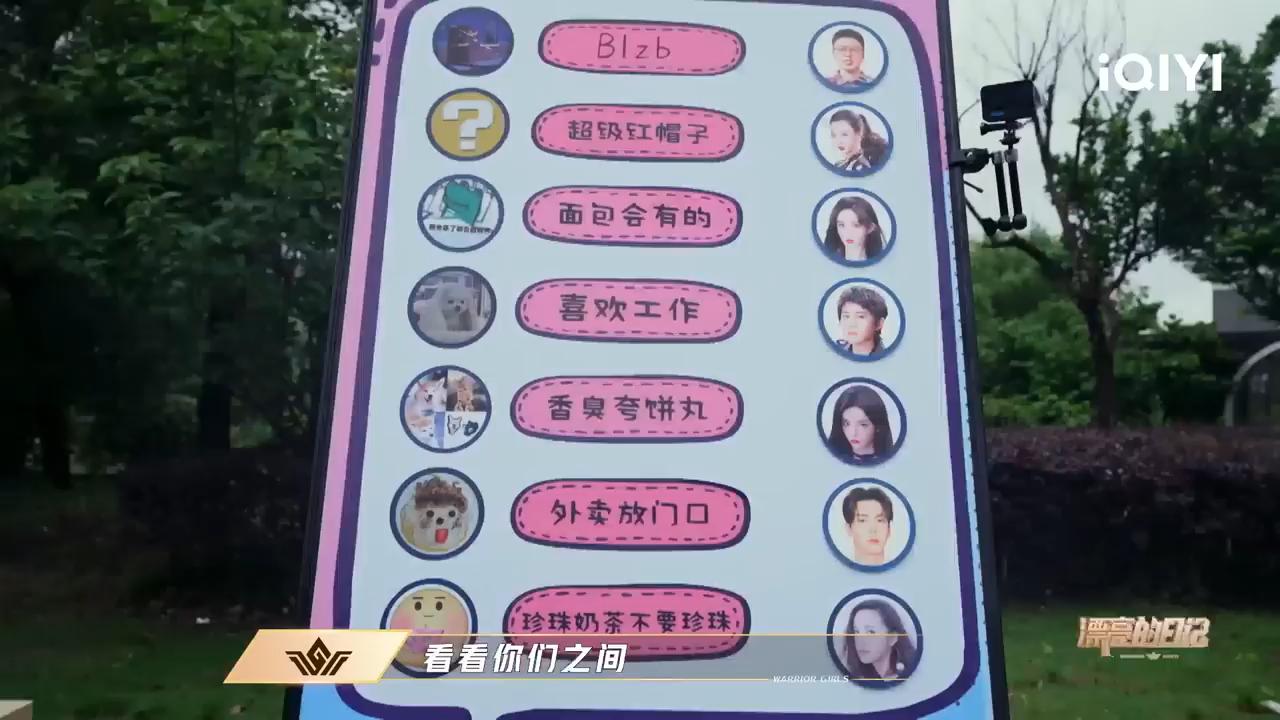 Blzb
iQIYI
超级红帽子
面包会有的
喜欢工作
香臭夸饼丸
外卖放门口
珍珠奶茶不要珍珠
漂亮的日记
看看你们之间
WARRIOR GIRLS